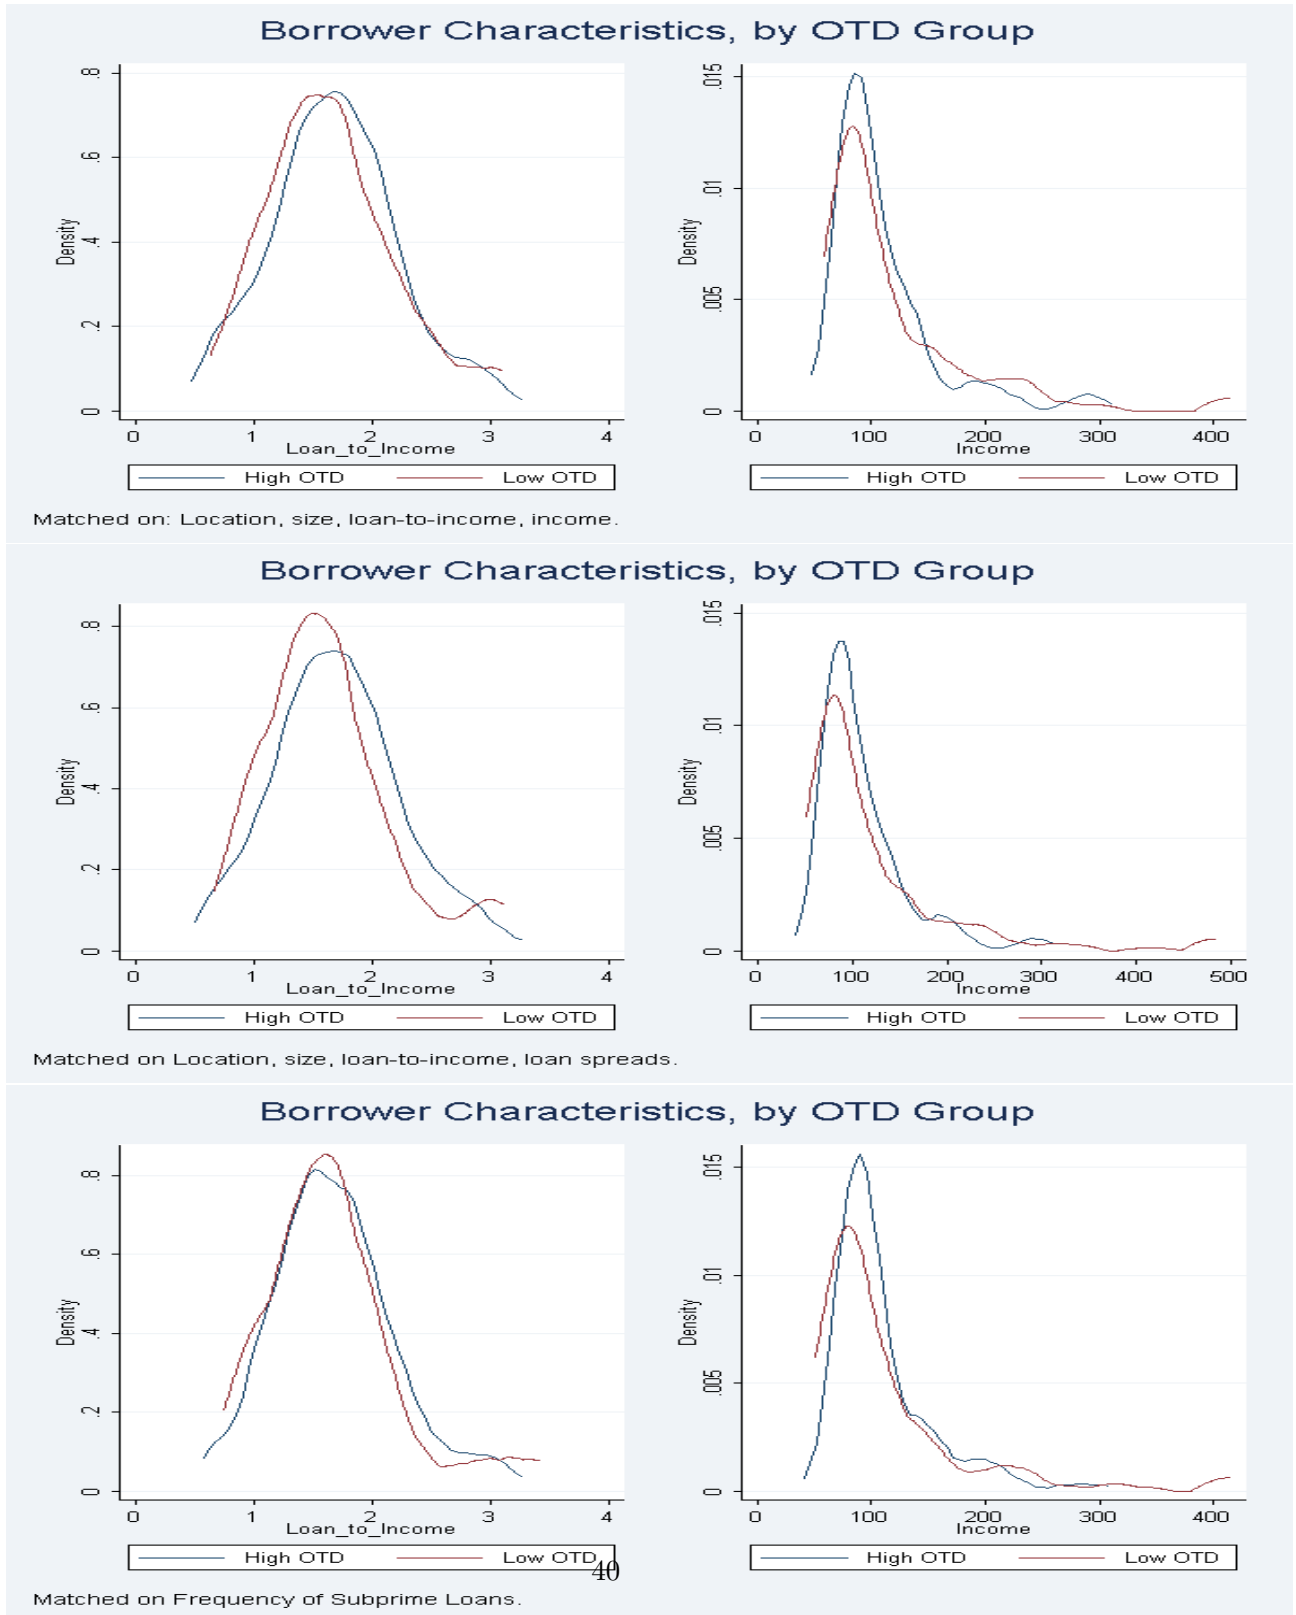 Borrower Characteristics, by OTD Group
Density
0 .2 .4 .6 .8
0 1 2 3 4
Loan_to_Income
High OTD Low OTD
Density
0 .005 .01 .015
0 100 200 300 400
Income
High OTD Low OTD
Matched on: Location, size, loan-to-income, income.
Borrower Characteristics, by OTD Group
Density
0 .2 .4 .6 .8
0 1 2 3 4
Loan_to_Income
High OTD Low OTD
Density
0 .005 .01 .015
0 100 200 300 400 500
Income
High OTD Low OTD
Matched on Location, size, loan-to-income, loan spreads.
Borrower Characteristics, by OTD Group
Density
0 .2 .4 .6 .8
0 1 2 3 4
Loan_to_Income
High OTD Low OTD
Density
0 .005 .01 .015
0 100 200 300 400
Income
High OTD Low OTD
40
Matched on Frequency of Subprime Loans.